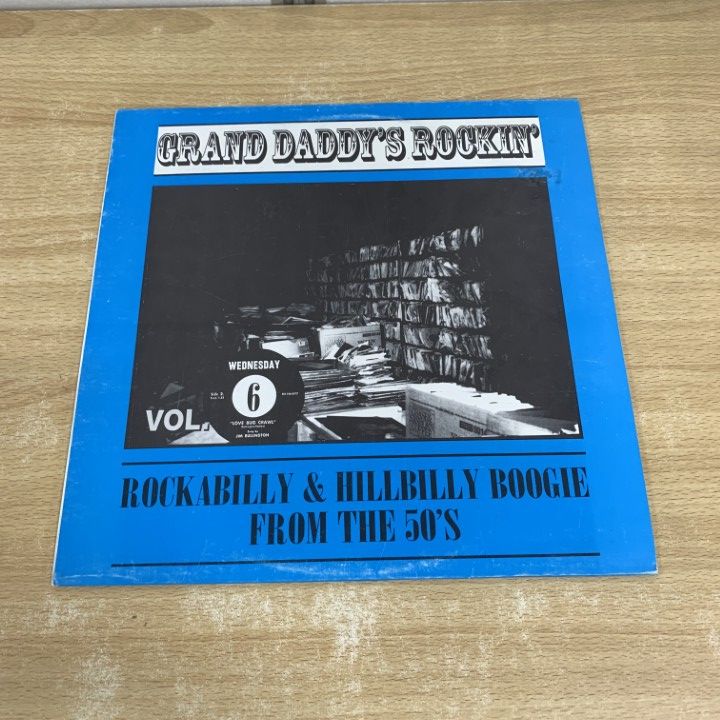 GRAND DADDY'S ROCKIN'
WEDNESDAY
6
"LOVE BUG CRAWL"
JIM BULLINGTON
VOL.
ROCKABILLY & HILLBILLY BOOGIE
FROM THE 50'S